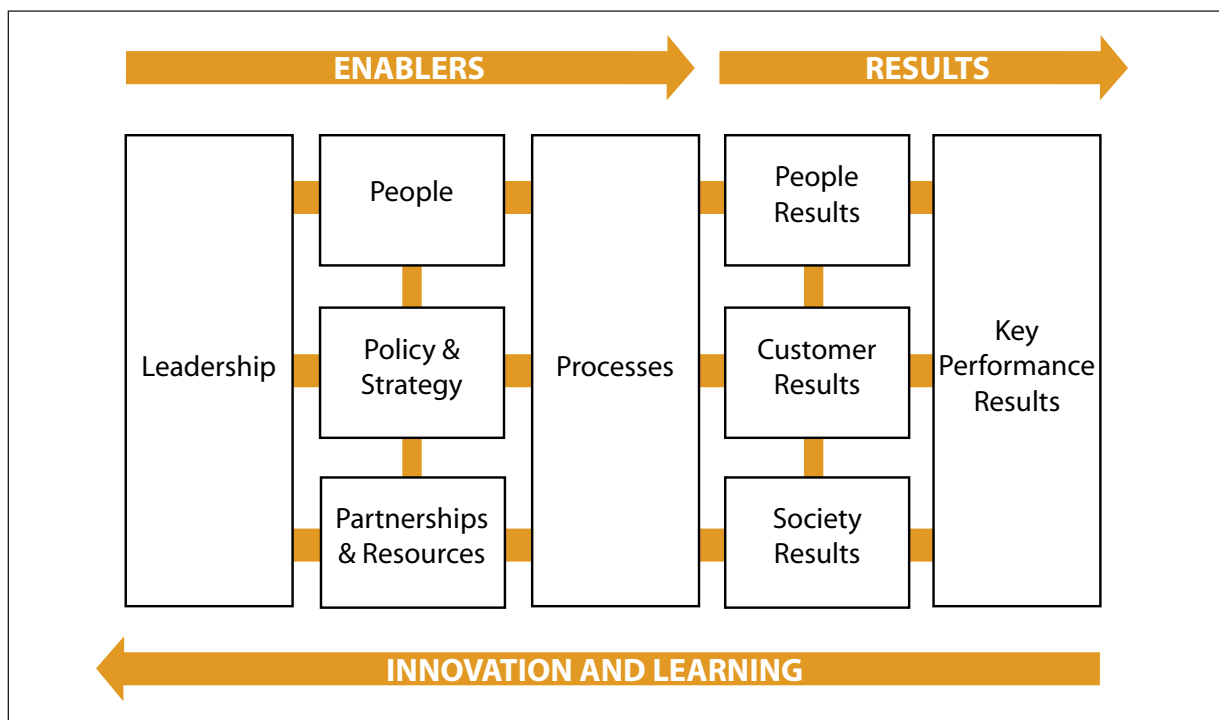 ENABLERS
RESULTS
Leadership
People
Policy &
Strategy
Partnerships
& Resources
Processes
People
Results
Customer
Results
Society
Results
Key
Performance
Results
INNOVATION AND LEARNING